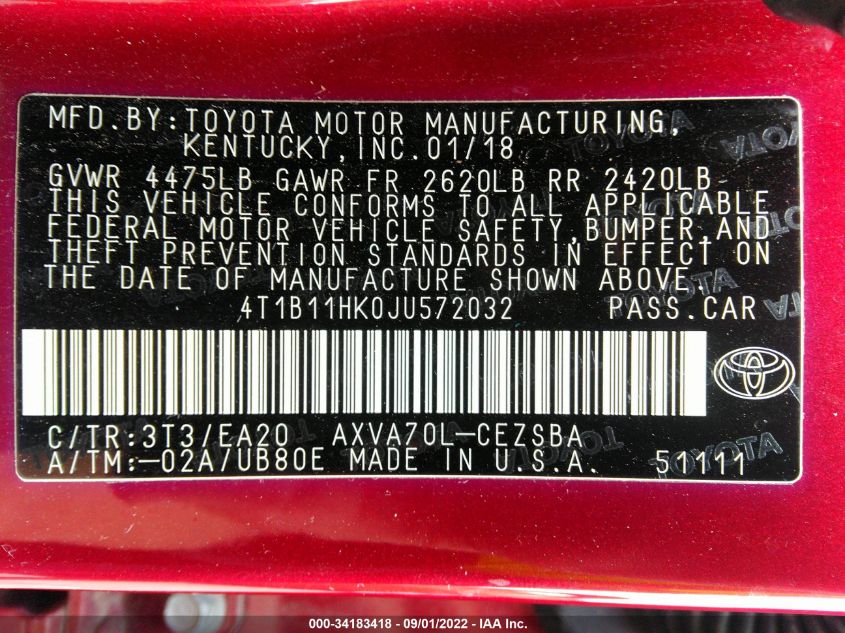 MFD.BY:TOYOTA MOTOR MANUFACTURING,
KENTUCKY,INC.01/18
GVWR 4475LB GAWR FR 2620LB RR 2420LB
THIS VEHICLE CONFORMS TO ALL APPLICABLE
FEDERAL MOTOR VEHICLE SAFETY,BUMPER,AND
THEFT PREVENTION STANDARDS IN EFFECT ON
THE DATE OF MANUFACTURE SHOWN ABOVE.
4T1B11HK0JU572032 PASS.CAR
C/TR:3T3/EA20 AXVA70L-CEZSBA
A/TM:-02A/UB80E MADE IN U.S.A. 51111
000-34183418 - 09/01/2022 - IAA Inc.